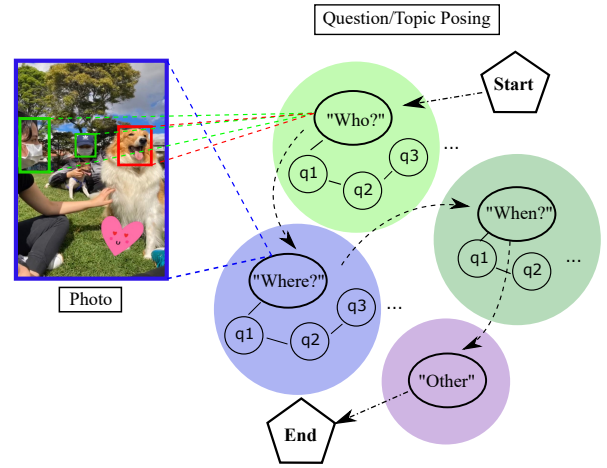 Question/Topic Posing
Start
"Who?"
q1
q2
q3
...
"When?"
q1
q2
...
"Where?"
q1
q2
q3
...
Photo
"Other"
End